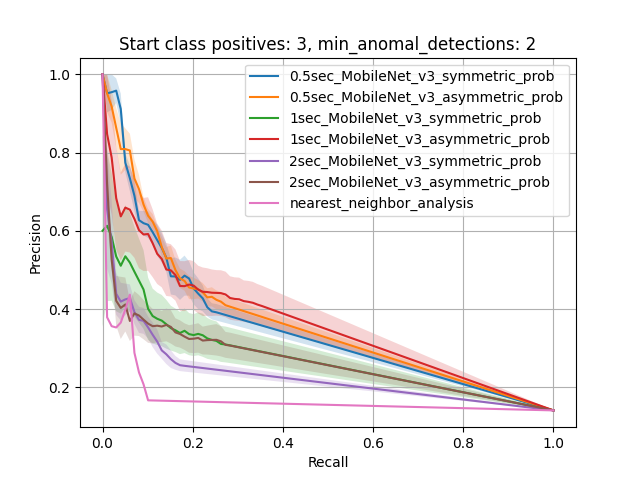 Start class positives: 3, min_anomal_detections: 2
1.0
0.8
0.6
0.4
0.2
Precision
0.5sec_MobileNet_v3_symmetric_prob
0.5sec_MobileNet_v3_asymmetric_prob
1sec_MobileNet_v3_symmetric_prob
1sec_MobileNet_v3_asymmetric_prob
2sec_MobileNet_v3_symmetric_prob
2sec_MobileNet_v3_asymmetric_prob
nearest_neighbor_analysis
0.0 0.2 0.4 0.6 0.8 1.0
Recall